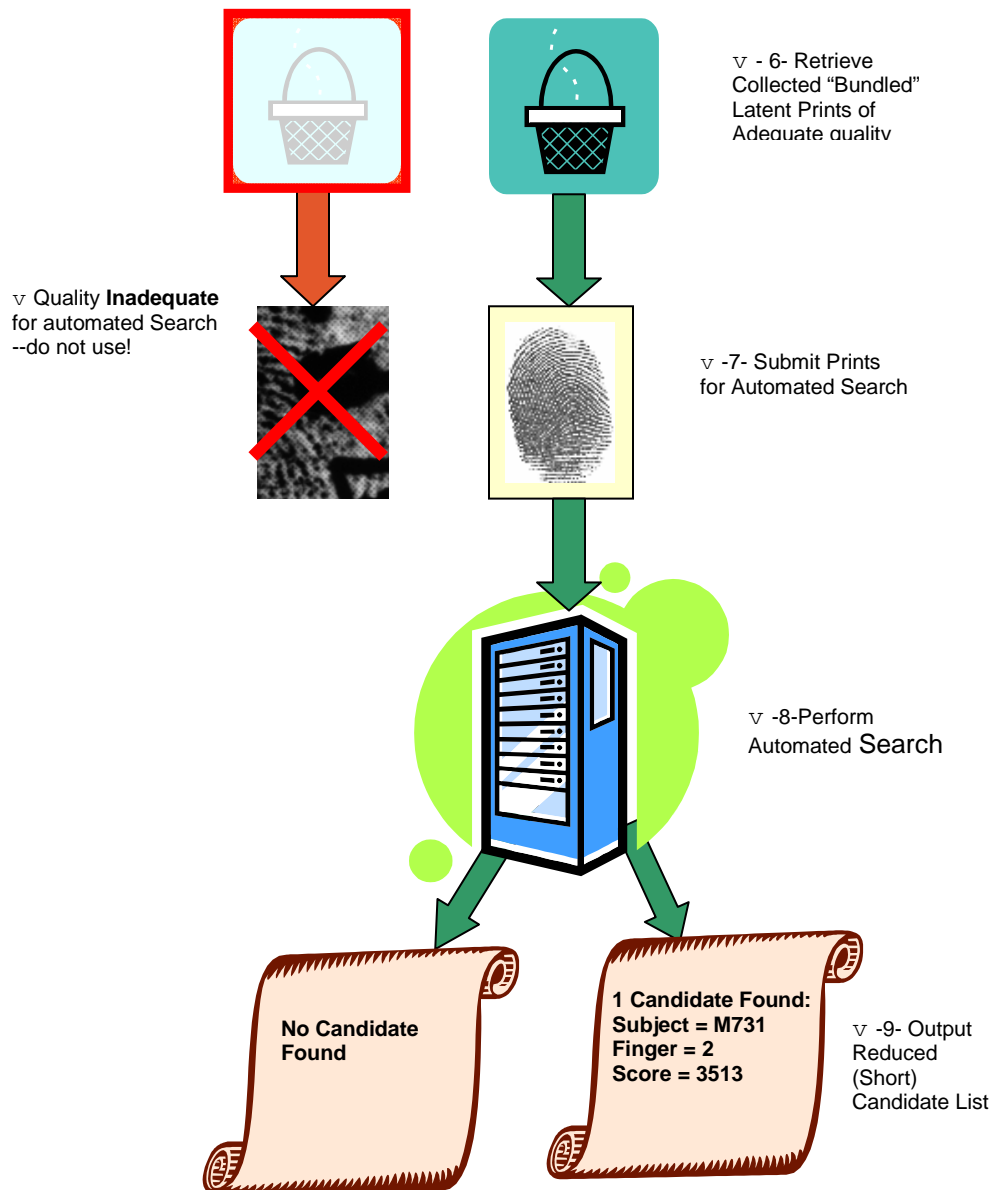 v - 6- Retrieve
Collected “Bundled”
Latent Prints of
Adequate quality
v Quality Inadequate
for automated Search
--do not use!
v -7- Submit Prints
for Automated Search
v -8-Perform
Automated Search
No Candidate
Found
1 Candidate Found:
Subject = M731
Finger = 2
Score = 3513
v -9- Output
Reduced
(Short)
Candidate List